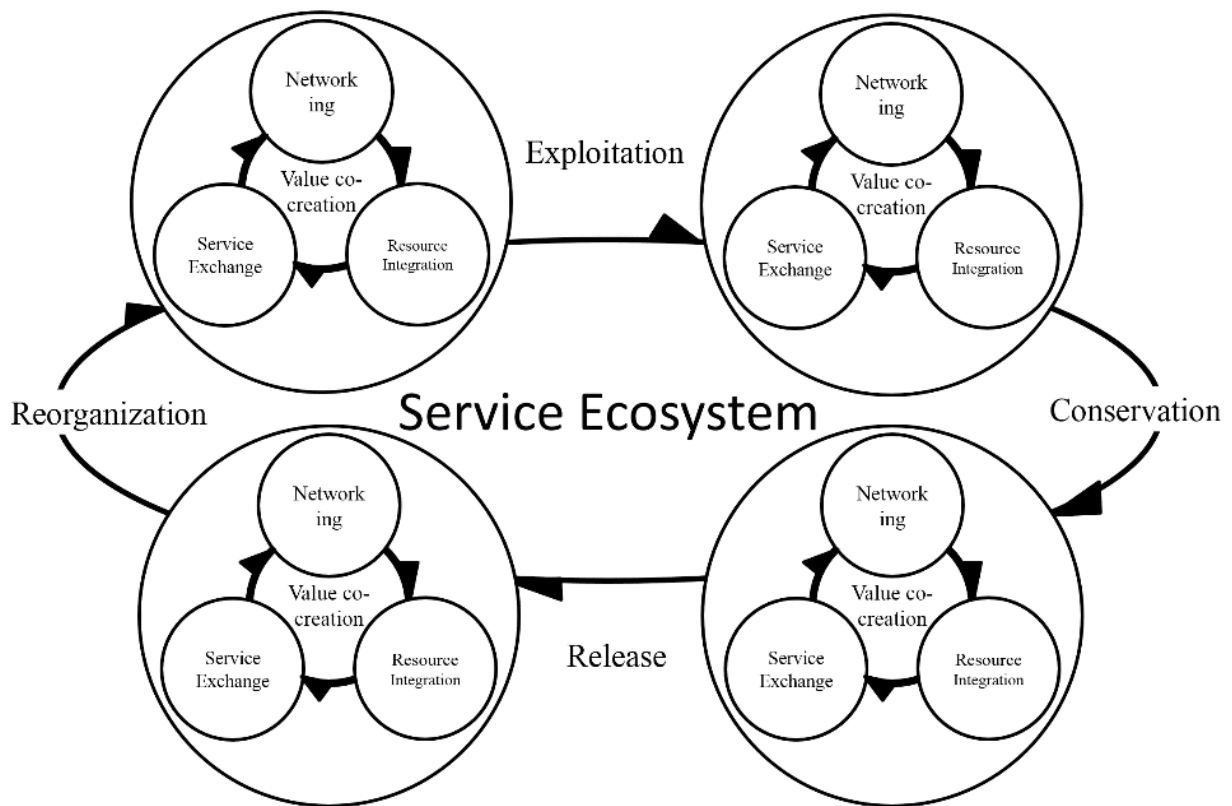 Network
ing
Value co-
creation
Service
Exchange
Resource
Integration
Exploitation
Network
ing
Value co-
creation
Service
Exchange
Resource
Integration
Reorganization
Service Ecosystem
Conservation
Network
ing
Value co-
creation
Service
Exchange
Resource
Integration
Release
Network
ing
Value co-
creation
Service
Exchange
Resource
Integration